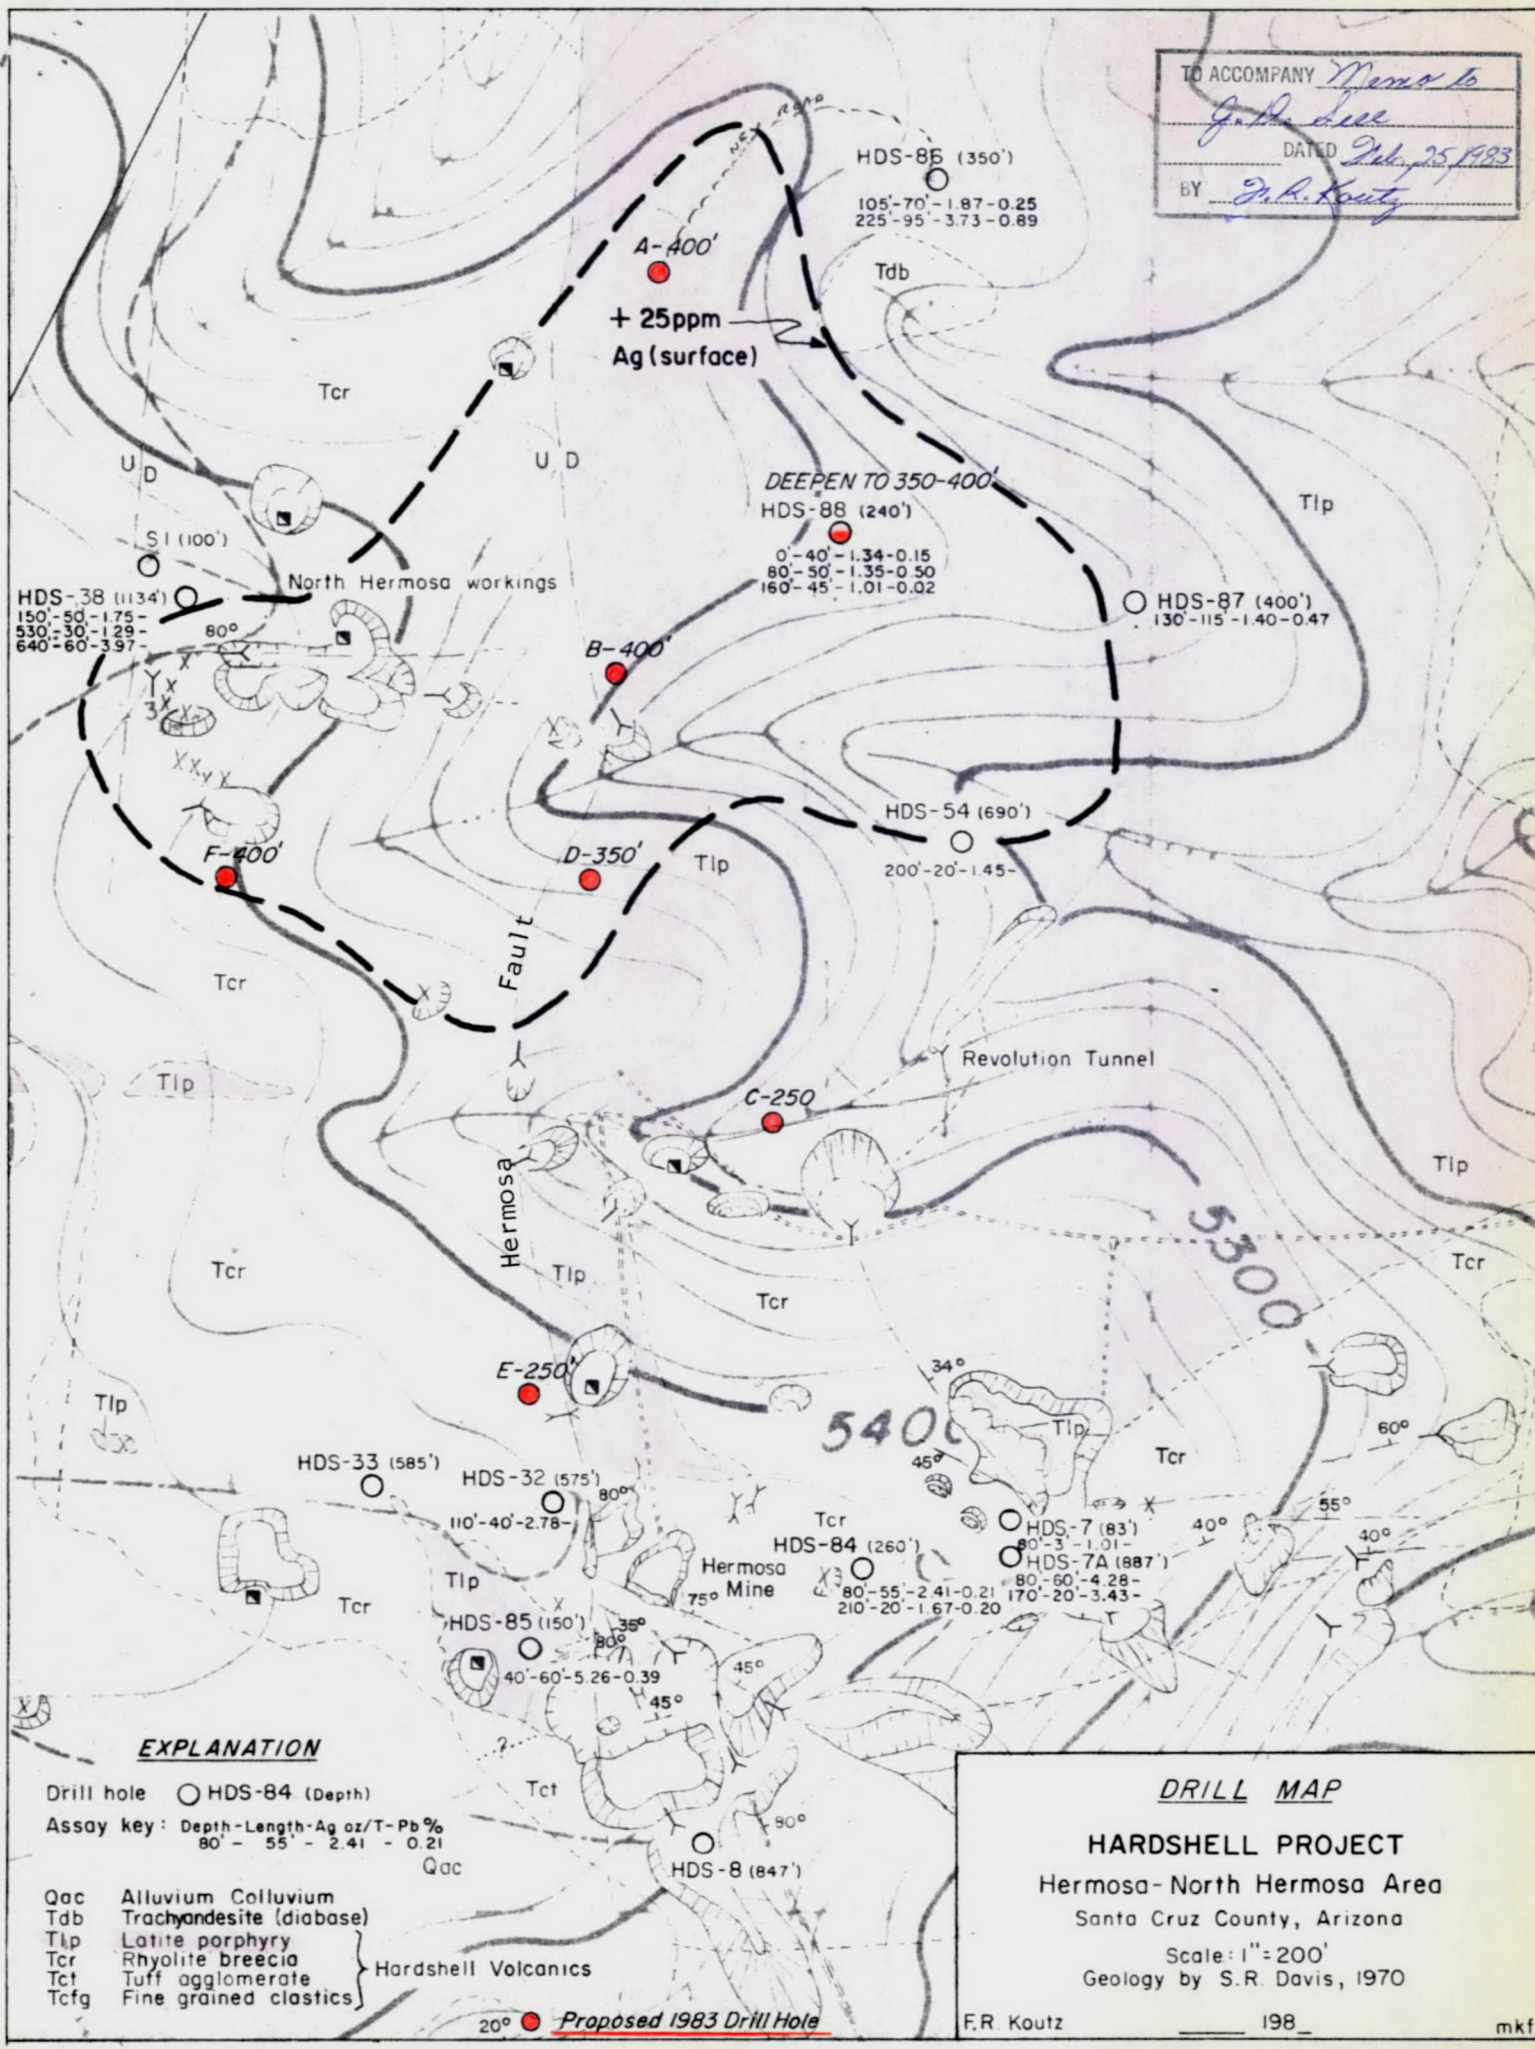 TO ACCOMPANY Memo to
DATED Feb. 25, 1983
BY F.R. Koutz
NEW ROAD
HDS-86 (350')
105'-70'-1.87-0.25
225'-95'-3.73-0.89
A-400'
Tdb
+ 25ppm
Ag (surface)
Tcr
U D
U
D
DEEPEN TO 350-400'
HDS-88 (240')
0'-40'-1.34-0.15
80'-50'-1.35-0.50
160'-45'-1.01-0.02
Tlp
S1 (100')
North Hermosa workings
HDS-38 (1134')
150'-50'-1.75-
530'-30'-1.29-
640'-60'-3.97-
80°
HDS-87 (400')
130'-115'-1.40-0.47
B-400'
HDS-54 (690')
200'-20'-1.45-
F-400'
D-350'
Tlp
Fault
Tcr
Revolution Tunnel
Tlp
C-250
Tlp
Hermosa
5300
Tcr
Tlp
Tcr
Tcr
34°
E-250'
Tlp
5400
Tlp
60°
Tcr
45°
HDS-33 (585')
HDS-32 (575')
110'-40'-2.78-
80°
Tcr
55°
HDS-7 (83')
80'-3'-1.01-
40°
40°
HDS-84 (260')
80'-55'-2.41-0.21
210'-20'-1.67-0.20
HDS-7A (887')
80'-60'-4.28-
170'-20'-3.43-
Hermosa
Mine
75°
Tlp
Tcr
HDS-85 (150')
40'-60'-5.26-0.39
35°
80°
45°
45°
?
Tct
80°
HDS-8 (847')
EXPLANATION
Drill hole HDS-84 (Depth)
Assay key: Depth-Length-Ag oz/T-Pb%
80' - 55' - 2.41 - 0.21
Qac
Qac Alluvium Colluvium
Tdb Trachyandesite (diabase)
Tlp Latite porphyry
Tcr Rhyolite breecia
Tct Tuff agglomerate
Tcfg Fine grained clastics
Hardshell Volcanics
20° Proposed 1983 Drill Hole
DRILL MAP
HARDSHELL PROJECT
Hermosa-North Hermosa Area
Santa Cruz County, Arizona
Scale: 1"=200'
Geology by S.R. Davis, 1970
F.R. Koutz 198_ mkf